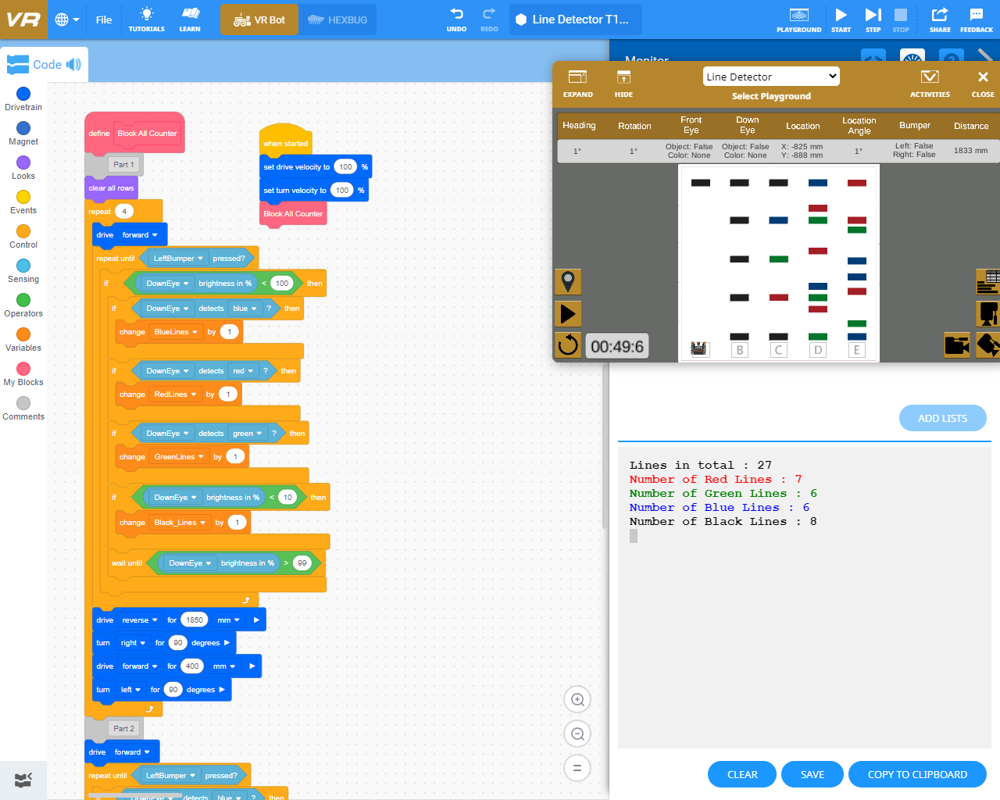 VR
File
TUTORIALS
LEARN
VR Bot
HEXBUG
UNDO
REDO
Line Detector T1...
PLAYGROUND
START
STEP
STOP
SHARE
FEEDBACK
Code
Drivetrain
Magnet
Looks
Events
Control
Sensing
Operators
Variables
My Blocks
Comments
define Block All Counter
Part 1
clear all rows
repeat 4
drive forward
repeat until LeftBumper pressed?
if DownEye brightness in % < 100 then
if DownEye detects blue ? then
change BlueLines by 1
if DownEye detects red ? then
change RedLines by 1
if DownEye detects green ? then
change GreenLines by 1
if DownEye brightness in % < 10 then
change Black_Lines by 1
wait until DownEye brightness in % > 99
drive reverse for 1850 mm
turn right for 90 degrees
drive forward for 400 mm
turn left for 90 degrees
Part 2
drive forward
repeat until LeftBumper pressed?
if DownEye detects blue ? then
when started
set drive velocity to 100 %
set turn velocity to 100 %
Block All Counter
Monitor
EXPAND
HIDE
Line Detector
Select Playground
ACTIVITIES
CLOSE
Heading Rotation Front Eye Down Eye Location Location Angle Bumper Distance
1° 1° Object: False Color: None Object: False Color: None X: -825 mm Y: -888 mm 1° Left: False Right: False 1833 mm
B C D E
00:49:6
ADD LISTS
Lines in total : 27
Number of Red Lines : 7
Number of Green Lines : 6
Number of Blue Lines : 6
Number of Black Lines : 8
CLEAR
SAVE
COPY TO CLIPBOARD